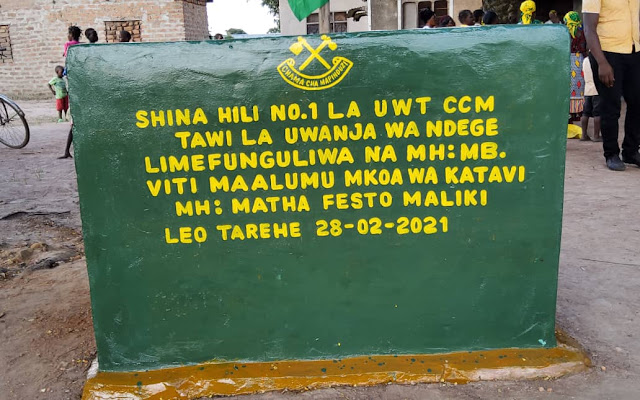 CHAMA CHA MAPINDUZI
SHINA HILI NO.1 LA UWT CCM
TAWI LA UWANJA WA NDEGE
LIMEFUNGULIWA NA MH: MB.
VITI MAALUMU MKOA WA KATAVI
MH: MATHA FESTO MALIKI
LEO TAREHE 28-02-2021